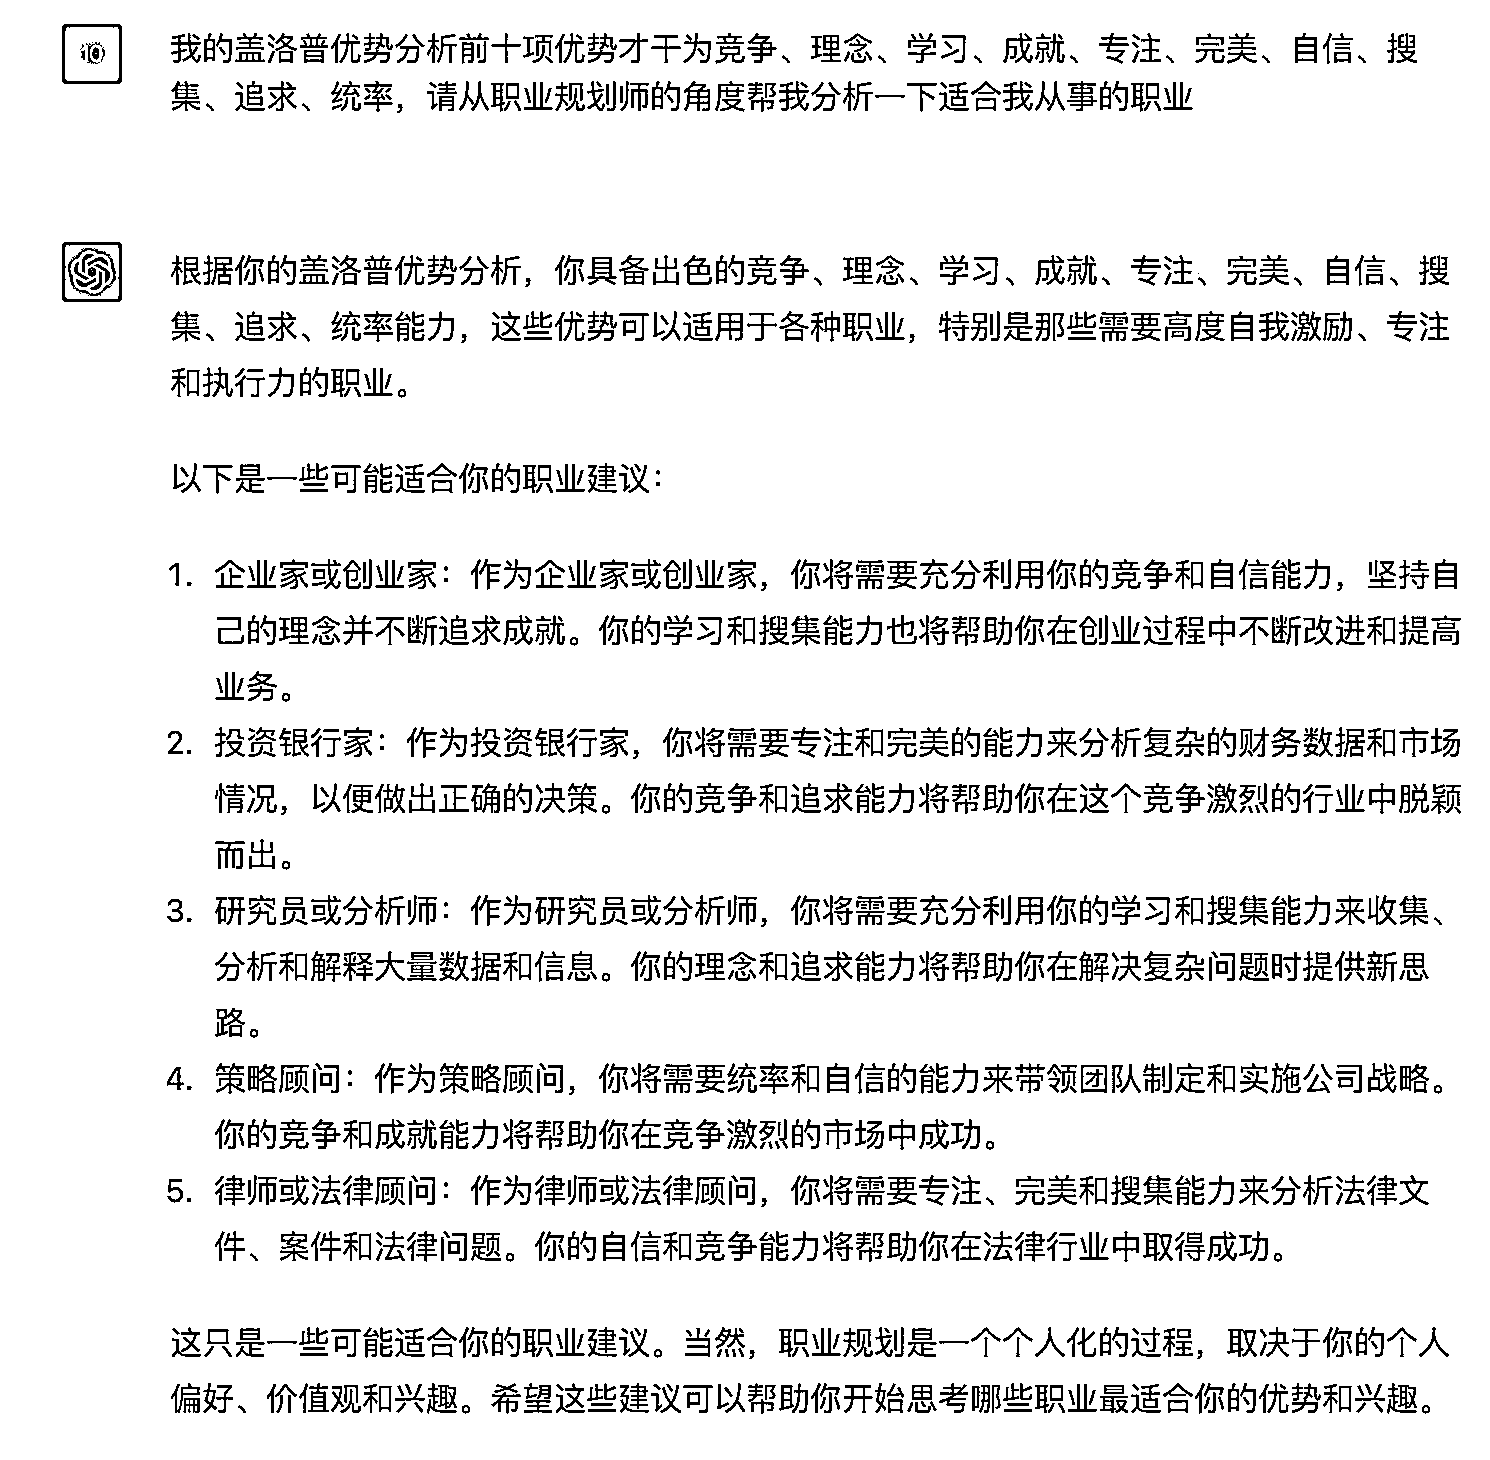 我的盖洛普优势分析前十项优势才干为竞争、理念、学习、成就、专注、完美、自信、搜
集、追求、统率，请从职业规划师的角度帮我分析一下适合我从事的职业
根据你的盖洛普优势分析，你具备出色的竞争、理念、学习、成就、专注、完美、自信、搜
集、追求、统率能力，这些优势可以适用于各种职业，特别是那些需要高度自我激励、专注
和执行力的职业。
以下是一些可能适合你的职业建议：
1. 企业家或创业家：作为企业家或创业家，你将需要充分利用你的竞争和自信能力，坚持自
己的理念并不断追求成就。你的学习和搜集能力也将帮助你在创业过程中不断改进和提高
业务。
2. 投资银行家：作为投资银行家，你将需要专注和完美的能力来分析复杂的财务数据和市场
情况，以便做出正确的决策。你的竞争和追求能力将帮助你在这个竞争激烈的行业中脱颖
而出。
3. 研究员或分析师：作为研究员或分析师，你将需要充分利用你的学习和搜集能力来收集、
分析和解释大量数据和信息。你的理念和追求能力将帮助你在解决复杂问题时提供新思
路。
4. 策略顾问：作为策略顾问，你将需要统率和自信的能力来带领团队制定和实施公司战略。
你的竞争和成就能力将帮助你在竞争激烈的市场中成功。
5. 律师或法律顾问：作为律师或法律顾问，你将需要专注、完美和搜集能力来分析法律文
件、案件和法律问题。你的自信和竞争能力将帮助你在法律行业中取得成功。
这只是一些可能适合你的职业建议。当然，职业规划是一个个人化的过程，取决于你的个人
偏好、价值观和兴趣。希望这些建议可以帮助你开始思考哪些职业最适合你的优势和兴趣。